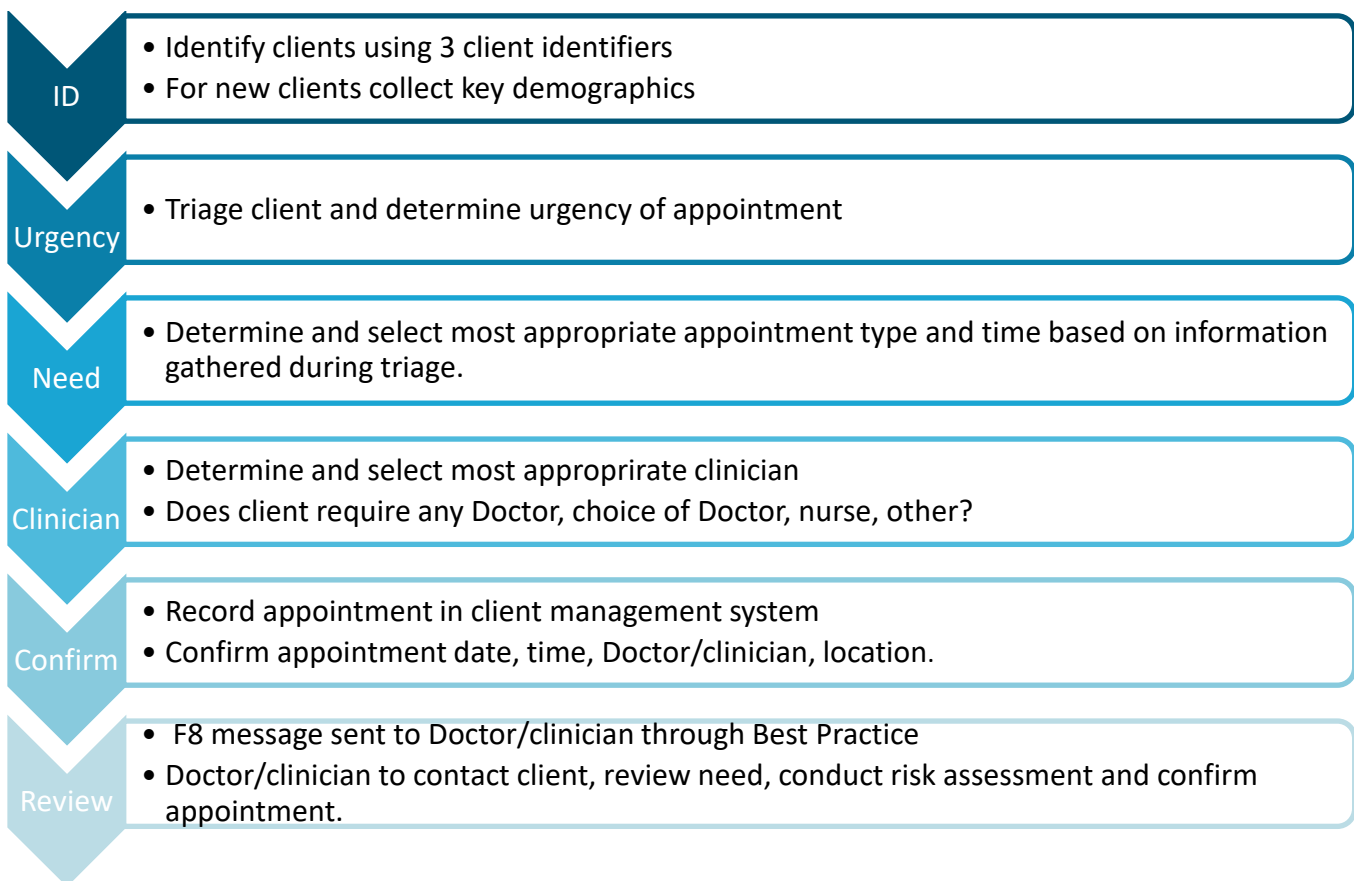 ID
• Identify clients using 3 client identifiers
• For new clients collect key demographics
Urgency
• Triage client and determine urgency of appointment
Need
• Determine and select most appropriate appointment type and time based on information
gathered during triage.
Clinician
• Determine and select most approprirate clinician
• Does client require any Doctor, choice of Doctor, nurse, other?
Confirm
• Record appointment in client management system
• Confirm appointment date, time, Doctor/clinician, location.
Review
• F8 message sent to Doctor/clinician through Best Practice
• Doctor/clinician to contact client, review need, conduct risk assessment and confirm
appointment.